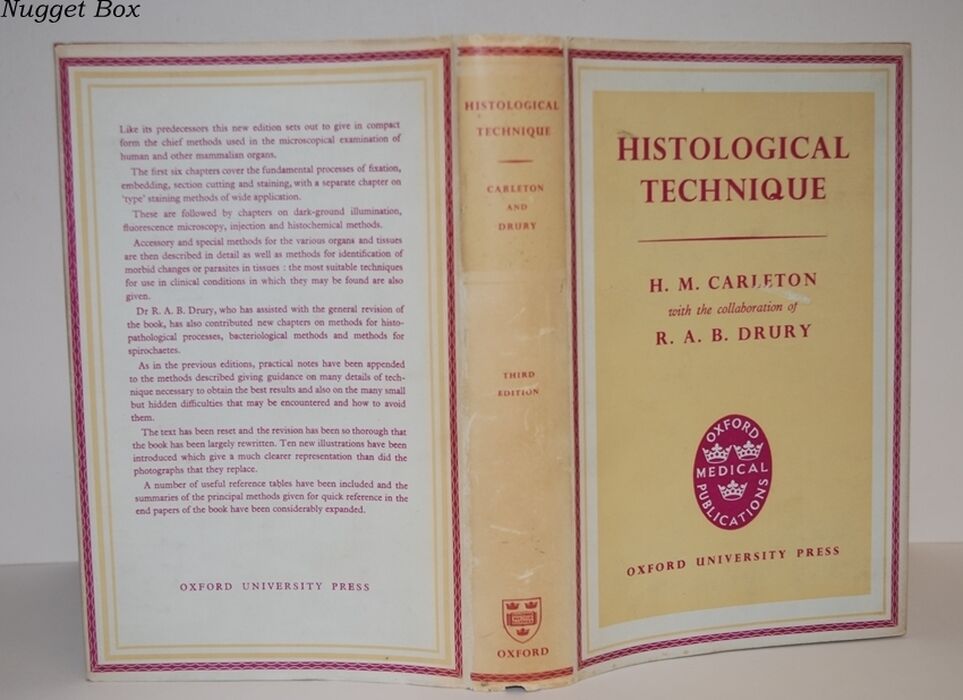 Nugget Box
Like its predecessors this new edition sets out to give in compact
form the chief methods used in the microscopical examination of
human and other mammalian organs.
The first six chapters cover the fundamental processes of fixation,
embedding, section cutting and staining, with a separate chapter on
'type' staining methods of wide application.
These are followed by chapters on dark-ground illumination,
fluorescence microscopy, injection and histochemical methods.
Accessory and special methods for the various organs and tissues
are then described in detail as well as methods for identification of
morbid changes or parasites in tissues : the most suitable techniques
for use in clinical conditions in which they may be found are also
given.
Dr R. A. B. Drury, who has assisted with the general revision of
the book, has also contributed new chapters on methods for histo-
pathological processes, bacteriological methods and methods for
spirochaetes.
As in the previous editions, practical notes have been appended
to the methods described giving guidance on many details of tech-
nique necessary to obtain the best results and also on the many small
but hidden difficulties that may be encountered and how to avoid
them.
The text has been reset and the revision has been so thorough that
the book has been largely rewritten. Ten new illustrations have been
introduced which give a much clearer representation than did the
photographs that they replace.
A number of useful reference tables have been included and the
summaries of the principal methods given for quick reference in the
end papers of the book have been considerably expanded.
OXFORD UNIVERSITY PRESS
HISTOLOGICAL
TECHNIQUE
CARLETON
AND
DRURY
THIRD
EDITION
OXFORD
HISTOLOGICAL
TECHNIQUE
H. M. CARLETON
with the collaboration of
R. A. B. DRURY
OXFORD
MEDICAL
PUBLICATIONS
OXFORD UNIVERSITY PRESS